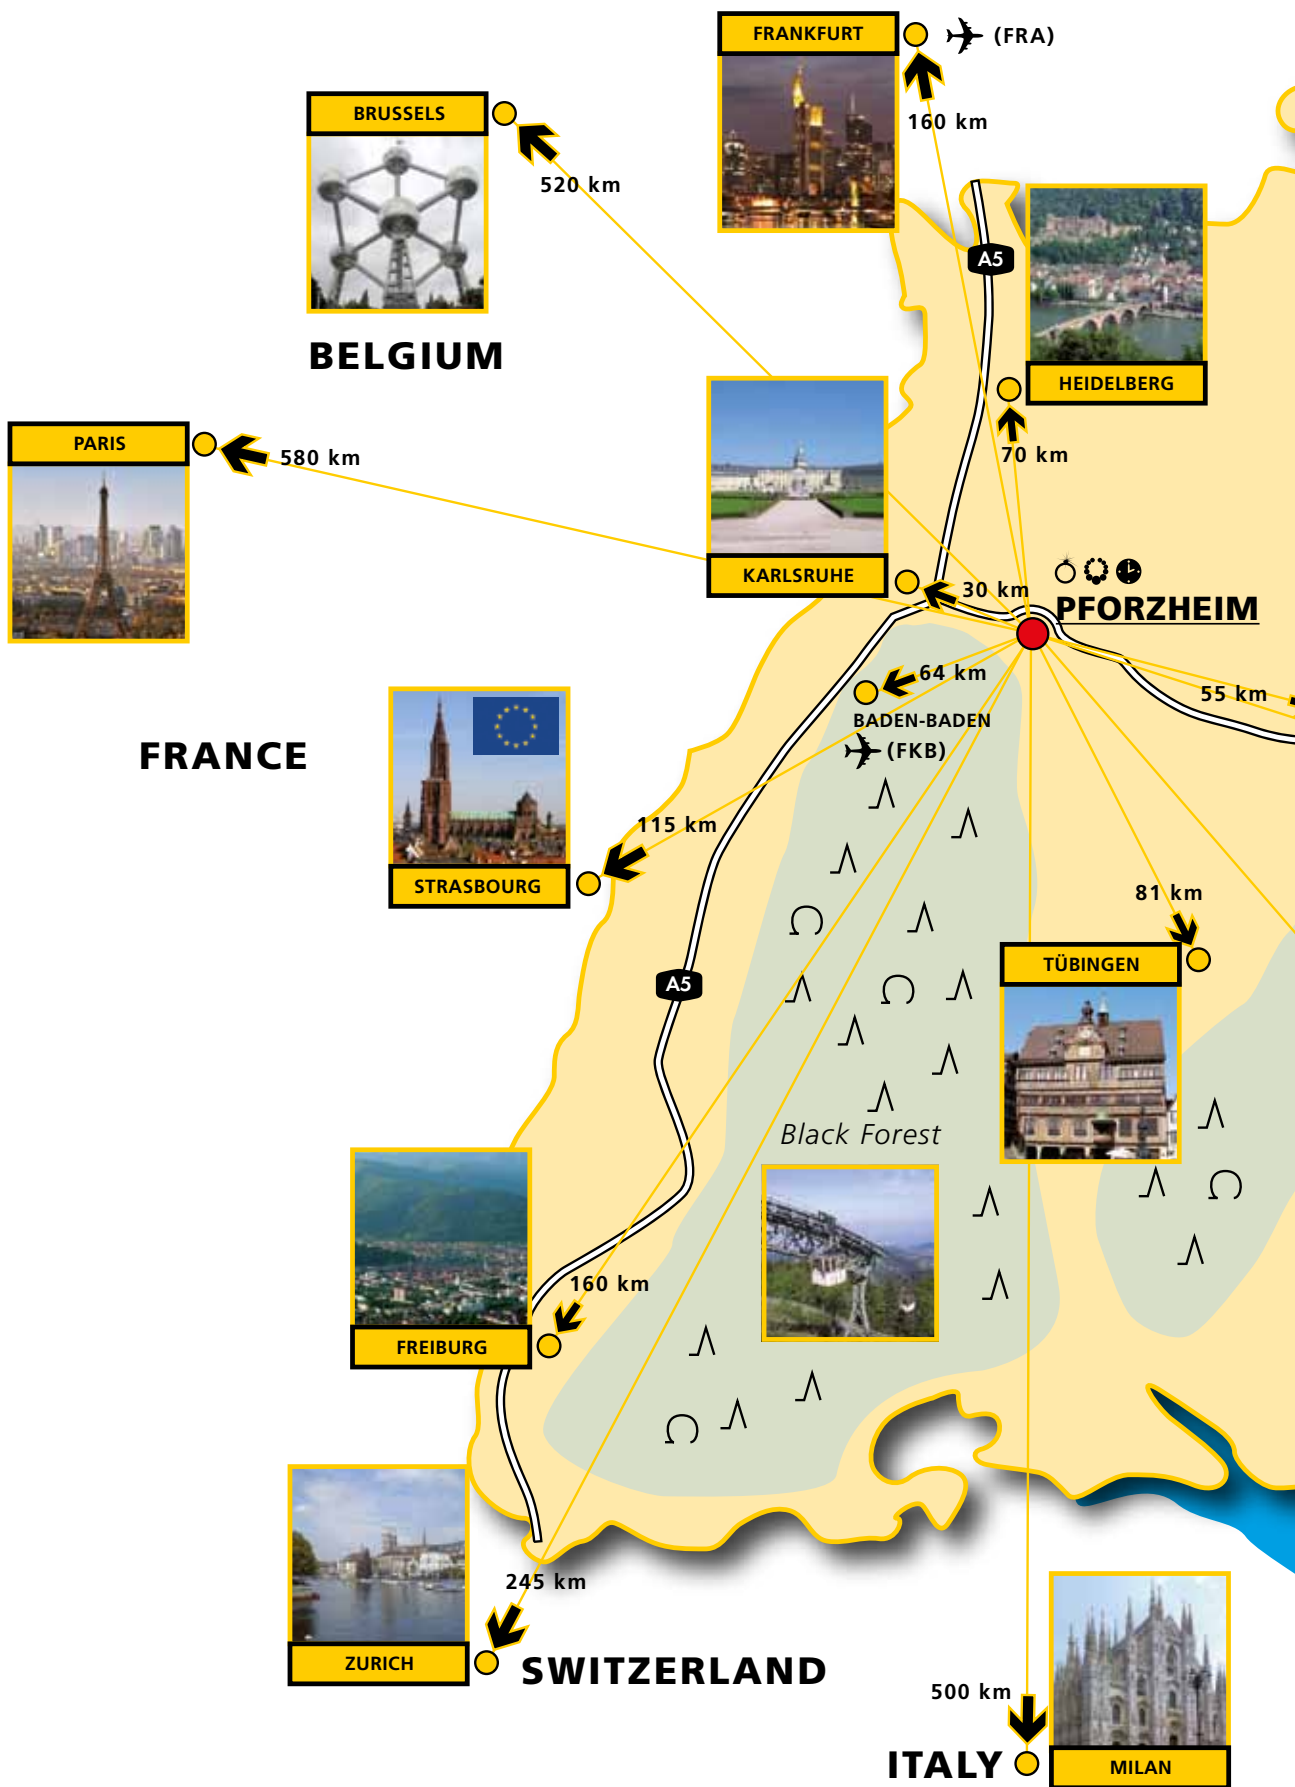 FRANKFURT
(FRA)
160 km
BRUSSELS
520 km
BELGIUM
A5
HEIDELBERG
70 km
PARIS
580 km
KARLSRUHE
30 km
PFORZHEIM
64 km
55 km
BADEN-BADEN
(FKB)
FRANCE
115 km
STRASBOURG
81 km
TÜBINGEN
A5
Black Forest
160 km
FREIBURG
245 km
ZURICH
SWITZERLAND
500 km
ITALY
MILAN